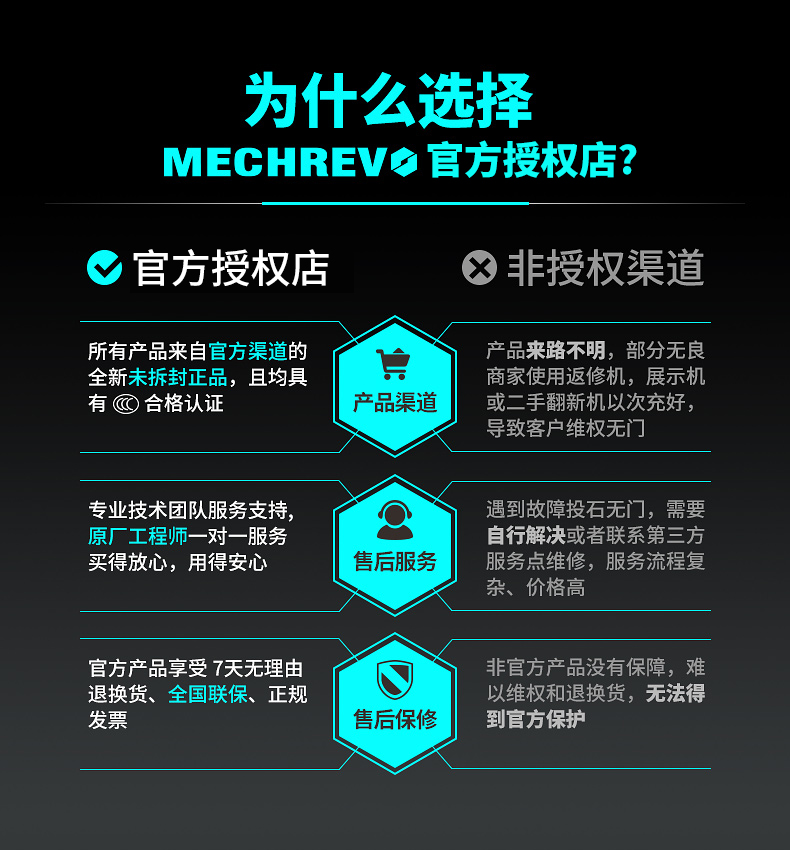 为什么选择
MECHREVO 官方授权店?
官方授权店
非授权渠道
所有产品来自官方渠道的
全新未拆封正品，且均具
有 CCC 合格认证
产品渠道
产品来路不明，部分无良
商家使用返修机，展示机
或二手翻新机以次充好，
导致客户维权无门
专业技术团队服务支持，
原厂工程师一对一服务
买得放心，用得安心
售后服务
遇到故障投石无门，需要
自行解决或者联系第三方
服务点维修，服务流程复
杂、价格高
官方产品享受 7天无理由
退换货、全国联保、正规
发票
售后保修
非官方产品没有保障，难
以维权和退换货，无法得
到官方保护